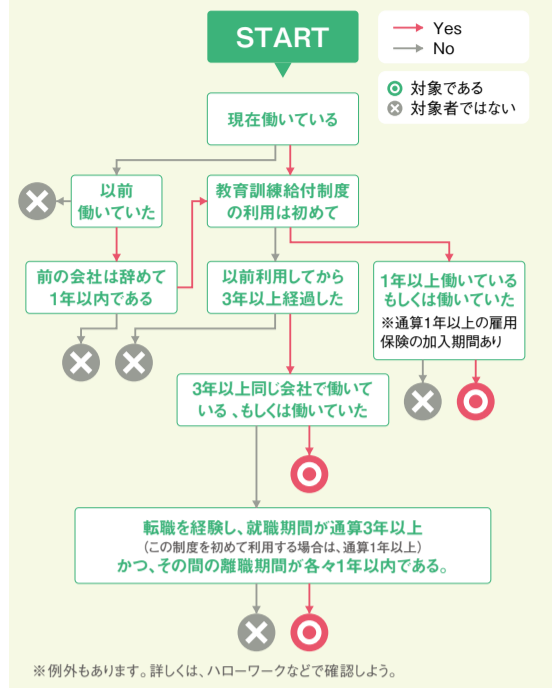 START
Yes
No
対象である
対象者ではない
現在働いている
以前
働いていた
教育訓練給付制度
の利用は初めて
前の会社は辞めて
1年以内である
以前利用してから
3年以上経過した
1年以上働いている
もしくは働いていた
※通算1年以上の雇用
保険の加入期間あり
3年以上同じ会社で働いて
いる、もしくは働いていた
転職を経験し、就職期間が通算3年以上
(この制度を初めて利用する場合は、通算1年以上)
かつ、その間の離職期間が各々1年以内である。
※例外もあります。詳しくは、ハローワークなどで確認しよう。